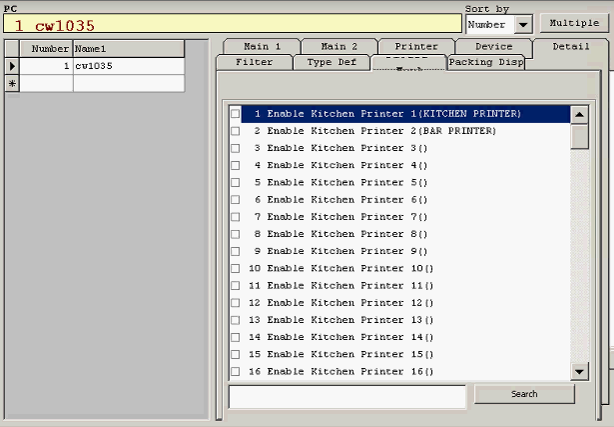 PC
1 cw1035
Sort by
Number
Multiple
Number Name1
1 cw1035
Main 1 Main 2 Printer Device Detail
Filter Type Def Packing Disp
1 Enable Kitchen Printer 1(KITCHEN PRINTER)
2 Enable Kitchen Printer 2(BAR PRINTER)
3 Enable Kitchen Printer 3()
4 Enable Kitchen Printer 4()
5 Enable Kitchen Printer 5()
6 Enable Kitchen Printer 6()
7 Enable Kitchen Printer 7()
8 Enable Kitchen Printer 8()
9 Enable Kitchen Printer 9()
10 Enable Kitchen Printer 10()
11 Enable Kitchen Printer 11()
12 Enable Kitchen Printer 12()
13 Enable Kitchen Printer 13()
14 Enable Kitchen Printer 14()
15 Enable Kitchen Printer 15()
16 Enable Kitchen Printer 16()
Search